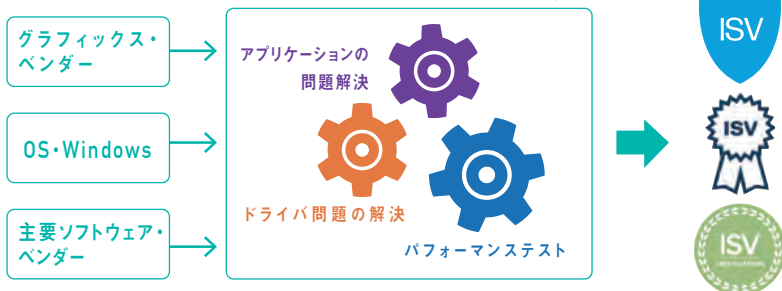 グラフィックス・
ベンダー
OS・Windows
主要ソフトウェア・
ベンダー
アプリケーションの
問題解決
ドライバ問題の解決
パフォーマンステスト
ISV
ISV
ISV